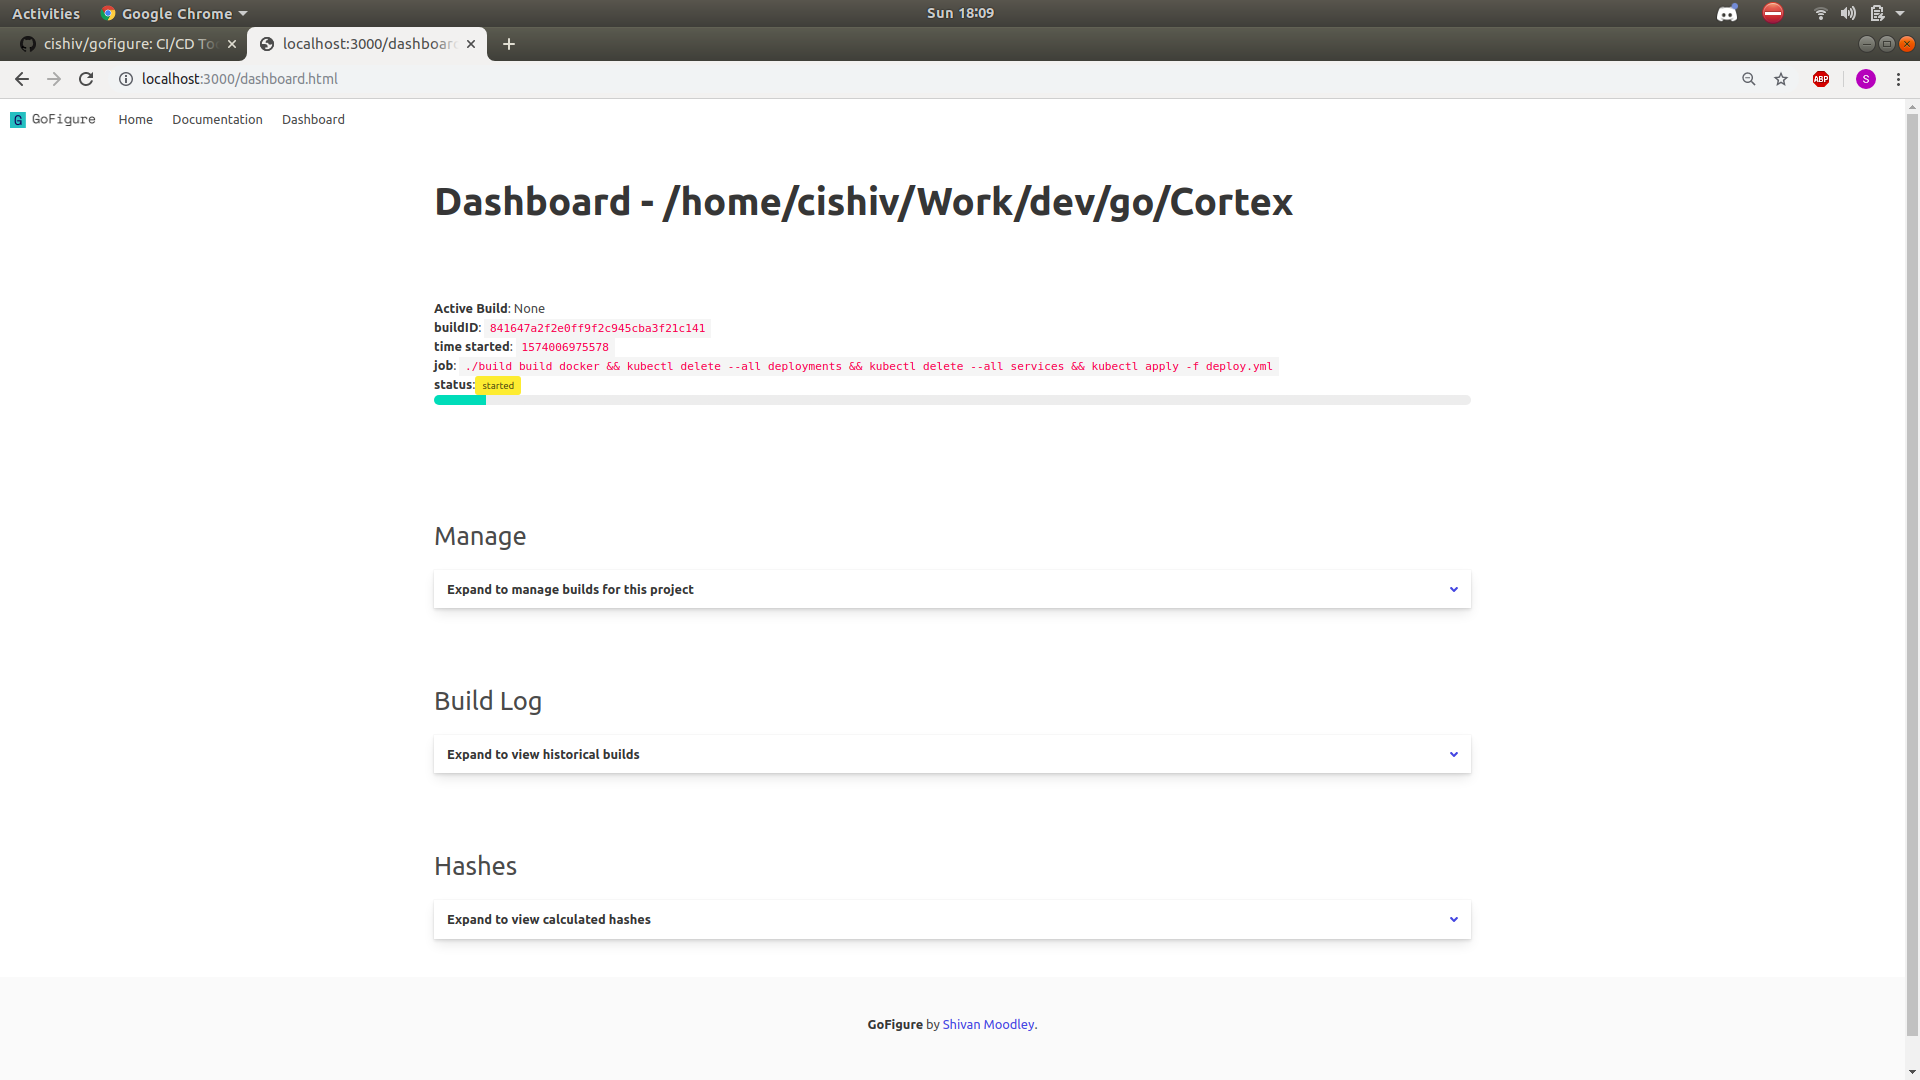 Activities Google Chrome Sun 18:09
cishiv/gofigure: CI/CD To localhost:3000/dashboar
localhost:3000/dashboard.html ABP S
G GoFigure Home Documentation Dashboard
Dashboard - /home/cishiv/Work/dev/go/Cortex
Active Build: None
buildID: 841647a2f2e0ff9f2c945cba3f21c141
time started: 1574006975578
job: ./build build docker && kubectl delete --all deployments && kubectl delete --all services && kubectl apply -f deploy.yml
status: started
Manage
Expand to manage builds for this project
Build Log
Expand to view historical builds
Hashes
Expand to view calculated hashes
GoFigure by Shivan Moodley.